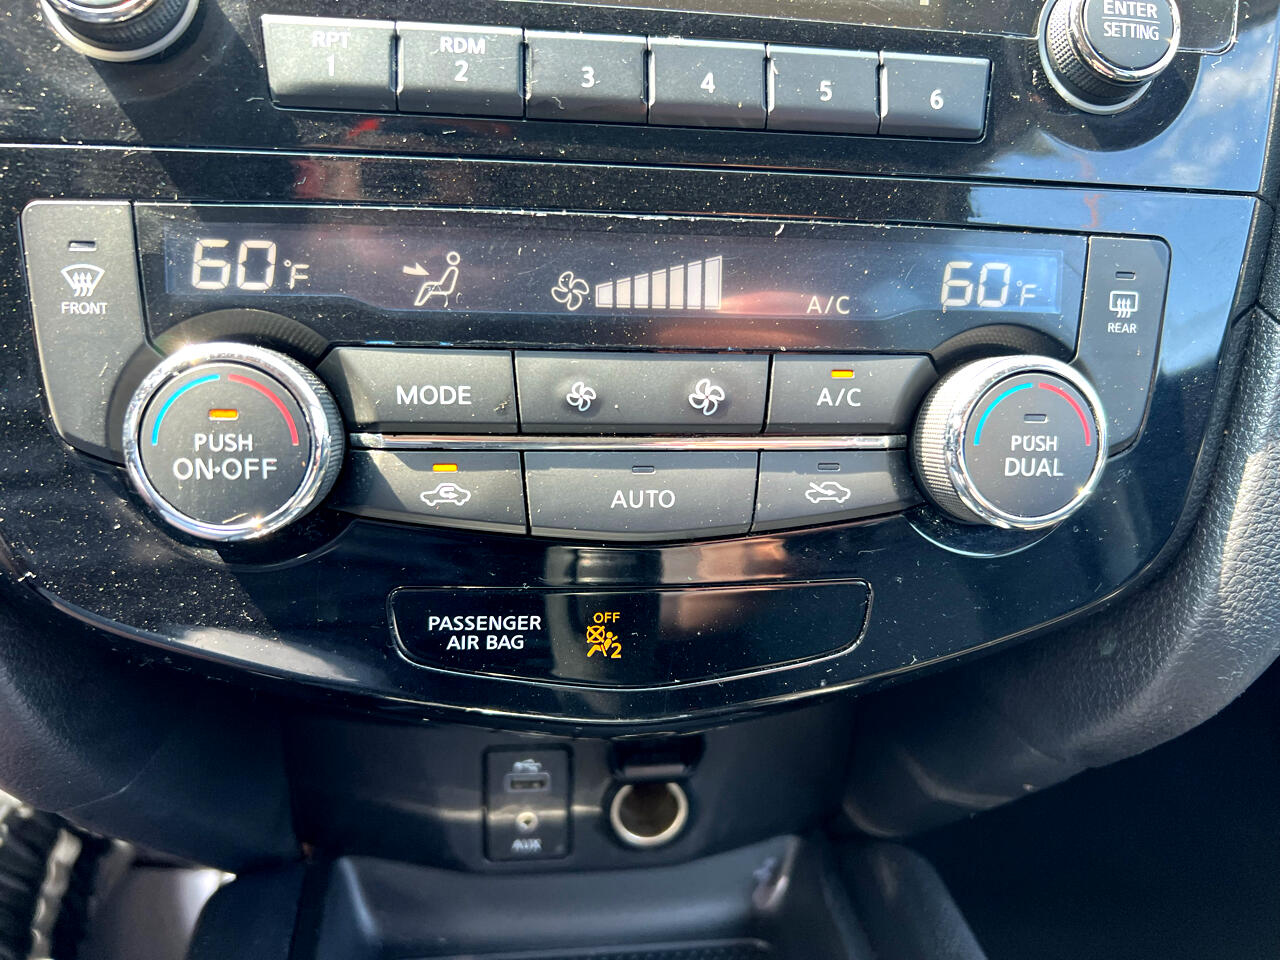 ENTER
SETTING
RPT
1
RDM
2
3
4
5
6
60°F
A/C
60°F
FRONT
REAR
MODE
A/C
PUSH
ON•OFF
PUSH
DUAL
AUTO
PASSENGER
AIR BAG
OFF
2
AUX